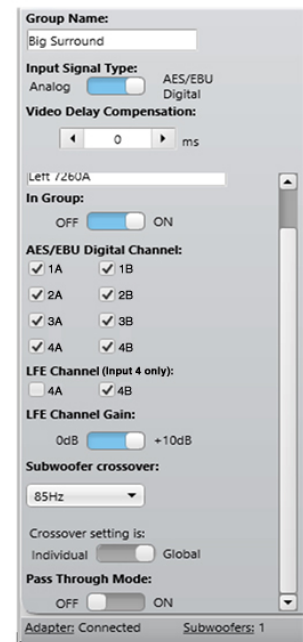 Group Name:
Big Surround
Input Signal Type:
Analog AES/EBU Digital
Video Delay Compensation:
0 ms
Left 7260A
In Group:
OFF ON
AES/EBU Digital Channel:
1A 1B
2A 2B
3A 3B
4A 4B
LFE Channel (Input 4 only):
4A 4B
LFE Channel Gain:
0dB +10dB
Subwoofer crossover:
85Hz
Crossover setting is:
Individual Global
Pass Through Mode:
OFF ON
Adapter: Connected Subwoofers: 1